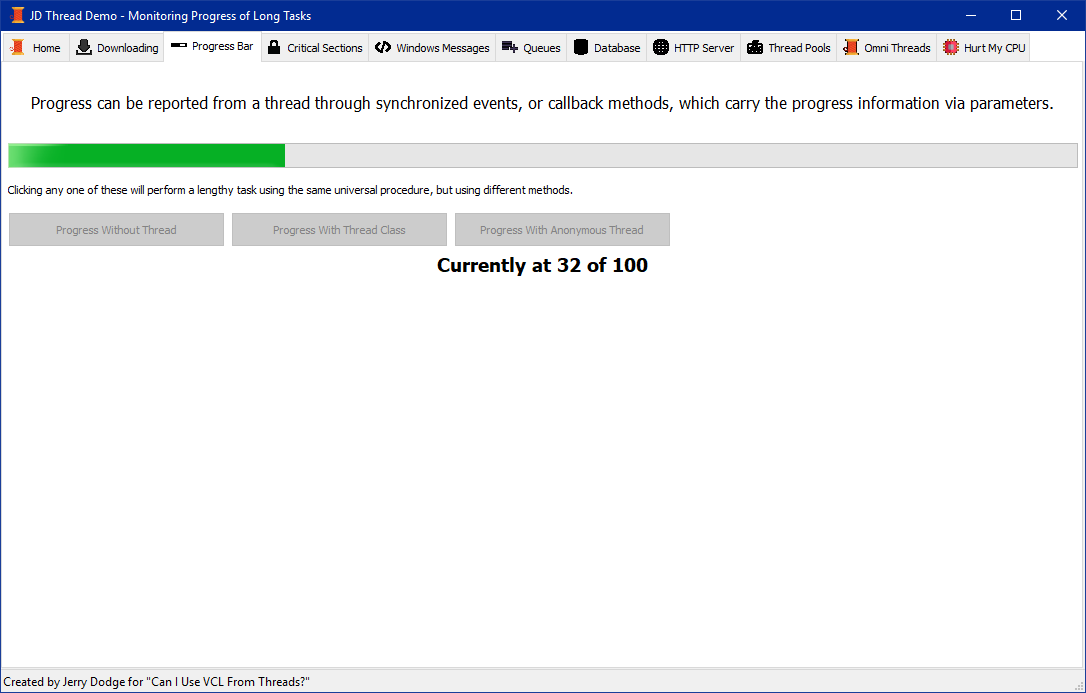 JD Thread Demo - Monitoring Progress of Long Tasks
Home Downloading Progress Bar Critical Sections Windows Messages Queues Database HTTP Server Thread Pools Omni Threads Hurt My CPU
Progress can be reported from a thread through synchronized events, or callback methods, which carry the progress information via parameters.
Clicking any one of these will perform a lengthy task using the same universal procedure, but using different methods.
Progress Without Thread Progress With Thread Class Progress With Anonymous Thread
Currently at 32 of 100
Created by Jerry Dodge for "Can I Use VCL From Threads?"